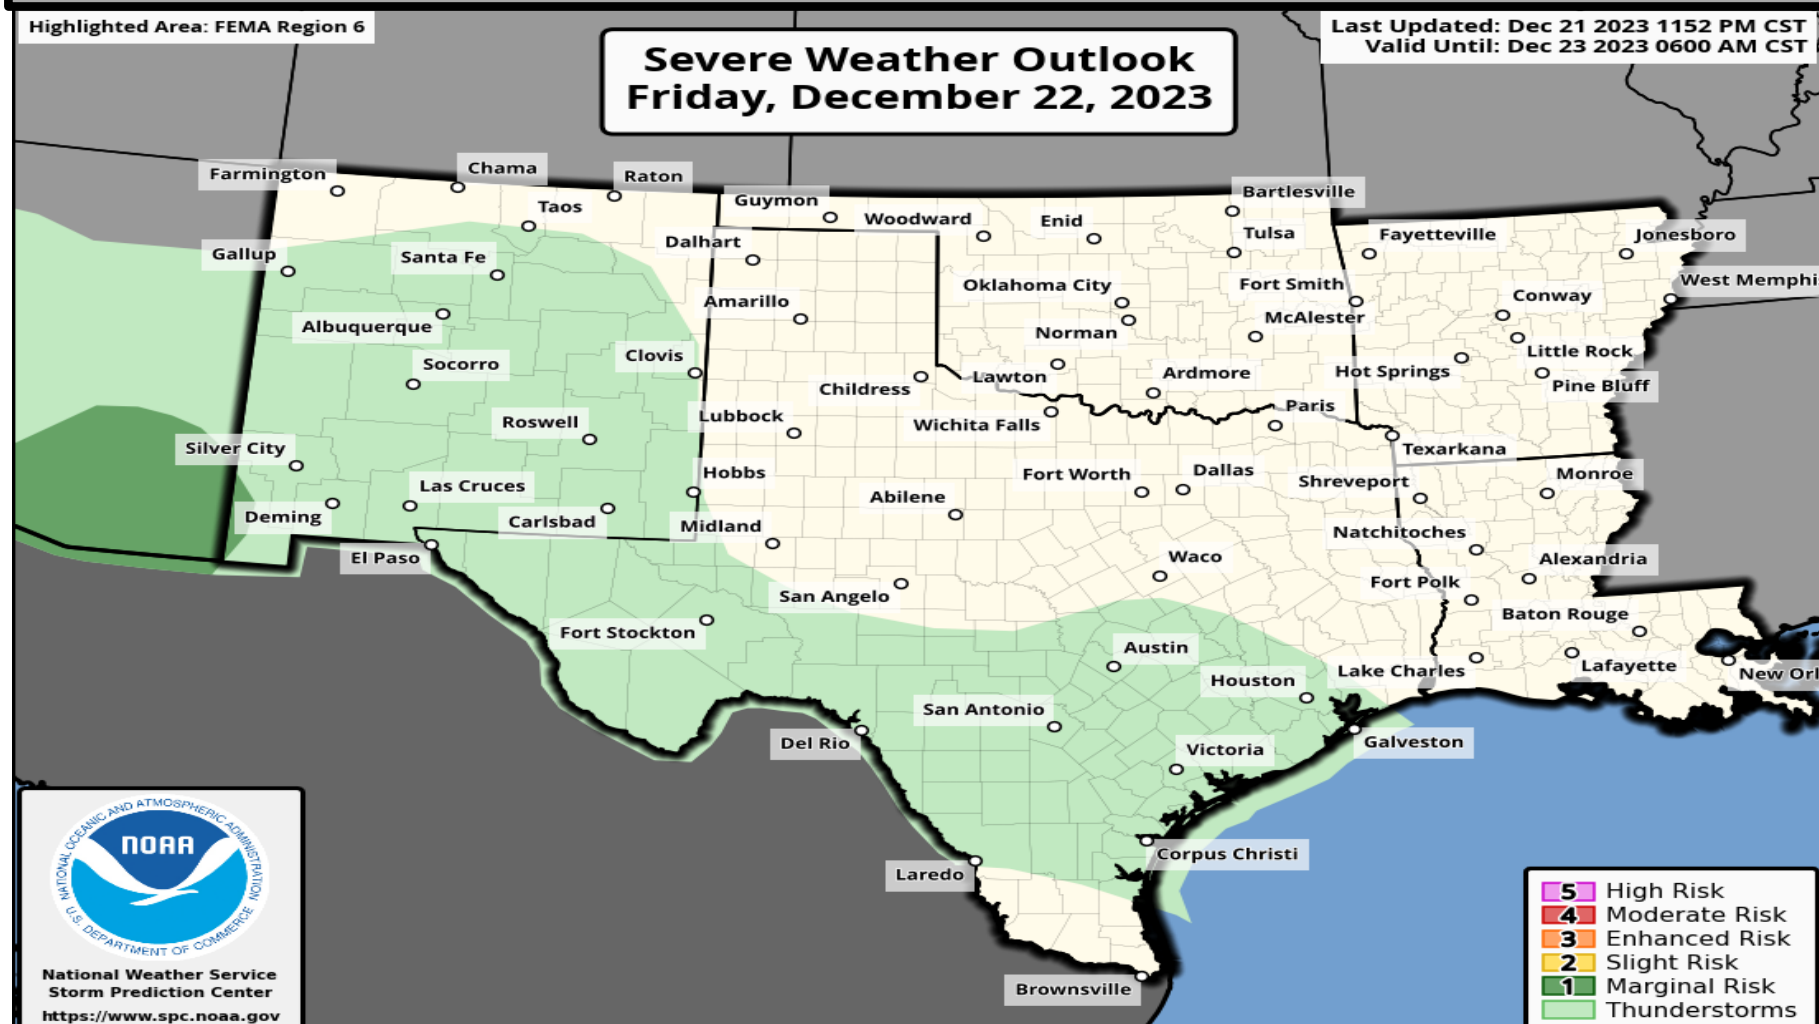 Highlighted Area: FEMA Region 6
Severe Weather Outlook
Friday, December 22, 2023
Last Updated: Dec 21 2023 1152 PM CST
Valid Until: Dec 23 2023 0600 AM CST
Farmington
Chama
Raton
Taos
Guymon
Woodward
Enid
Bartlesville
Tulsa
Fayetteville
Jonesboro
Gallup
Santa Fe
Dalhart
Oklahoma City
Fort Smith
Conway
West Memphi
Amarillo
Albuquerque
Norman
McAlester
Little Rock
Socorro
Clovis
Childress
Lawton
Ardmore
Hot Springs
Pine Bluff
Roswell
Lubbock
Wichita Falls
Paris
Texarkana
Silver City
Las Cruces
Hobbs
Abilene
Fort Worth
Dallas
Shreveport
Monroe
Deming
Carlsbad
Midland
Natchitoches
El Paso
San Angelo
Waco
Alexandria
Fort Polk
Fort Stockton
Austin
Baton Rouge
Houston
Lake Charles
Lafayette
New Orl
San Antonio
Del Rio
Victoria
Galveston
Laredo
Corpus Christi
Brownsville
NATIONAL OCEANIC AND ATMOSPHERIC ADMINISTRATION
NOAA
U.S. DEPARTMENT OF COMMERCE
National Weather Service
Storm Prediction Center
https://www.spc.noaa.gov
5 High Risk
4 Moderate Risk
3 Enhanced Risk
2 Slight Risk
1 Marginal Risk
Thunderstorms